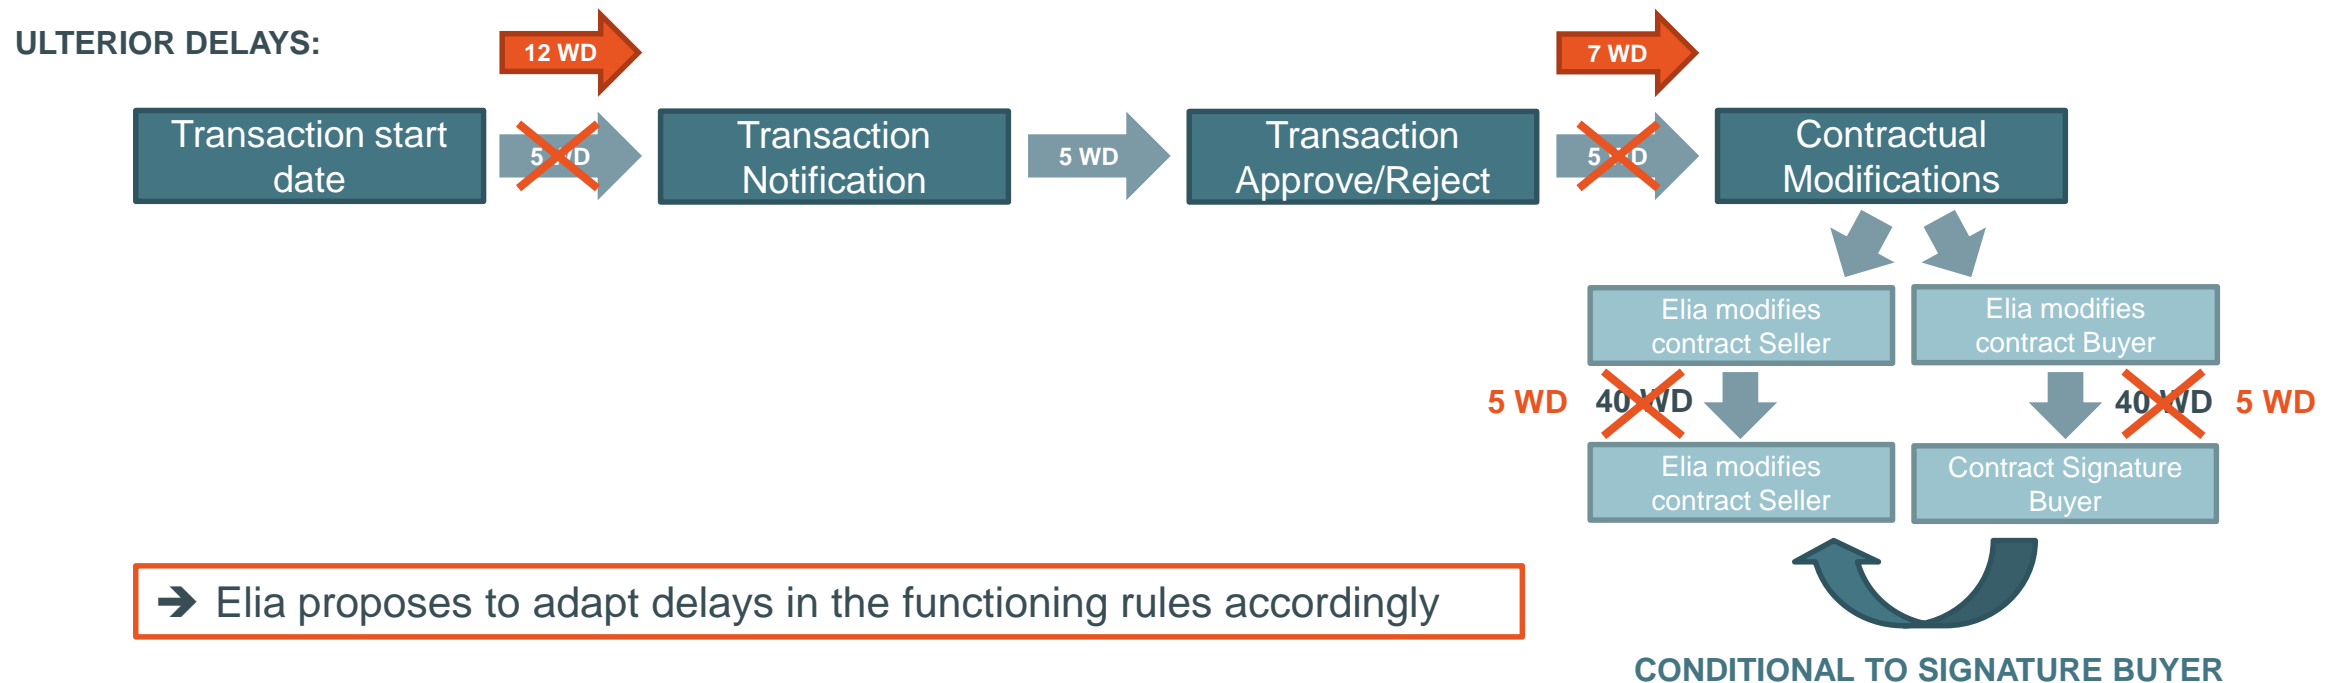 ULTERIOR DELAYS:
12 WD
7 WD
Transaction start
date
5 WD
Transaction
Notification
5 WD
Transaction
Approve/Reject
5 WD
Contractual
Modifications
Elia modifies
contract Seller
Elia modifies
contract Buyer
5 WD
40 WD
40 WD
5 WD
Elia modifies
contract Seller
Contract Signature
Buyer
➔ Elia proposes to adapt delays in the functioning rules accordingly
CONDITIONAL TO SIGNATURE BUYER